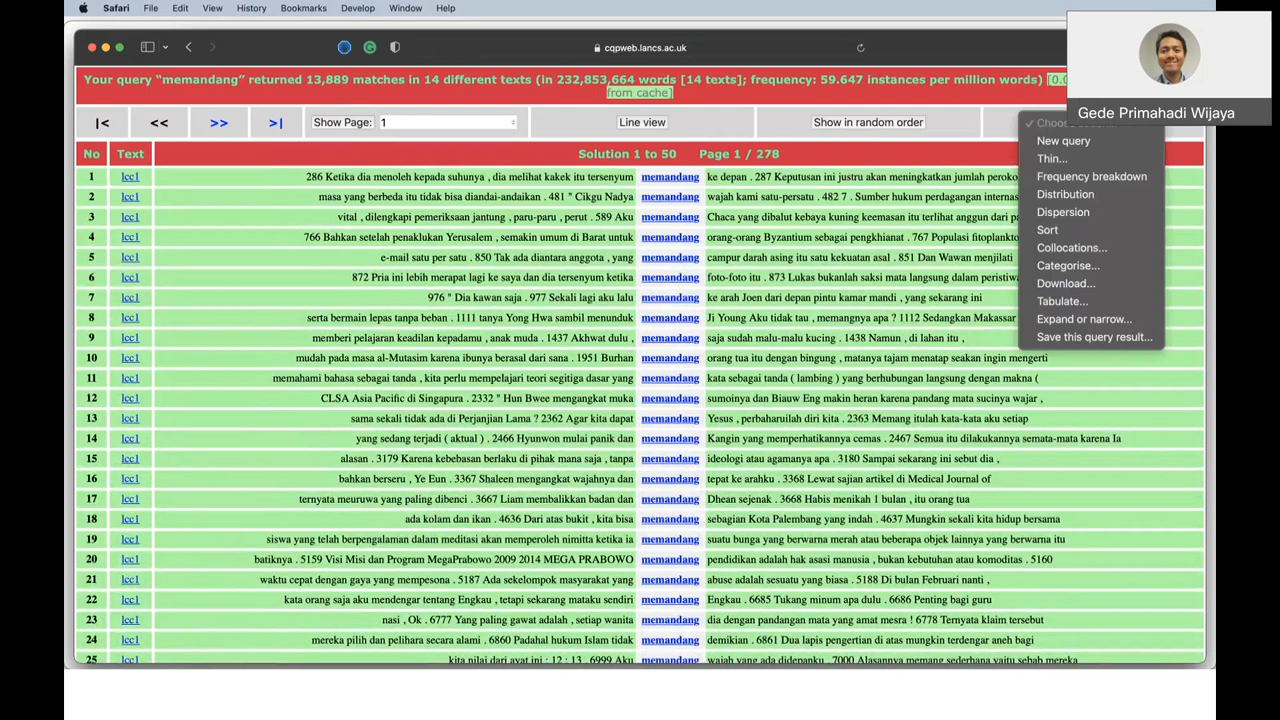 Safari File Edit View History Bookmarks Develop Window Help
cqpweb.lancs.ac.uk
Gede Primahadi Wijaya
Your query “memandang” returned 13,889 matches in 14 different texts (in 232,853,664 words [14 texts]; frequency: 59.647 instances per million words) [0.0
from cache]
|< << >> >| Show Page: 1 Line view Show in random order
No Text Solution 1 to 50 Page 1 / 278
New query
Thin...
Frequency breakdown
Distribution
Dispersion
Sort
Collocations...
Categorise...
Download...
Tabulate...
Expand or narrow...
Save this query result...
1 lcc1 286 Ketika dia menoleh kepada suhunya , dia melihat kakek itu tersenyum memandang ke depan . 287 Keputusan ini justru akan meningkatkan jumlah
2 lcc1 masa yang berbeda itu tidak bisa diandai-andaikan . 481 " Cikgu Nadya memandang wajah kami satu-persatu . 482 7 . Sumber hukum perdagangan
3 lcc1 vital , dilengkapi pemeriksaan jantung , paru-paru , perut . 589 Aku memandang Chaca yang dibalut kebaya kuning keemasan itu terlihat anggun dari
4 lcc1 766 Bahkan setelah penaklukan Yerusalem , semakin umum di Barat untuk memandang orang-orang Byzantium sebagai pengkhianat . 767 Populasi
5 lcc1 e-mail satu per satu . 850 Tak ada diantara anggota , yang memandang campur darah asing itu satu kekuatan asal . 851 Dan Wawan menjilati
6 lcc1 872 Pria ini lebih merapat lagi ke saya dan dia tersenyum ketika memandang foto-foto itu . 873 Lukas bukanlah saksi mata langsung dalam
7 lcc1 976 " Dia kawan saja . 977 Sekali lagi aku lalu memandang ke arah Joen dari depan pintu kamar mandi , yang sekarang ini
8 lcc1 serta bermain lepas tanpa beban . 1111 tanya Yong Hwa sambil menunduk memandang Ji Young Aku tidak tau , memangnya apa ? 1112 Sedangkan Makassar
9 lcc1 memberi pelajaran keadilan kepadamu , anak muda . 1437 Akhwat dulu , memandang saja sudah malu-malu kucing . 1438 Namun , di lahan itu ,
10 lcc1 mudah pada masa al-Mutasim karena ibunya berasal dari sana . 1951 Burhan memandang orang tua itu dengan bingung , matanya tajam menatap seakan ingin mengerti
11 lcc1 memahami bahasa sebagai tanda , kita perlu mempelajari teori segitiga dasar yang memandang kata sebagai tanda ( lambing ) yang berhubungan langsung dengan makna (
12 lcc1 CLSA Asia Pacific di Singapura . 2332 " Hun Bwee mengangkat muka memandang sumoinya dan Biauw Eng makin heran karena pandang mata sucinya wajar ,
13 lcc1 sama sekali tidak ada di Perjanjian Lama ? 2362 Agar kita dapat memandang Yesus , perbaharuilah diri kita . 2363 Memang itulah kata-kata aku setiap
14 lcc1 yang sedang terjadi ( aktual ) . 2466 Hyunwon mulai panik dan memandang Kangin yang memperhatikannya cemas . 2467 Semua itu dilakukannya semata-mata karena Ia
15 lcc1 alasan . 3179 Karena kebebasan berlaku di pihak mana saja , tanpa memandang ideologi atau agamanya apa . 3180 Sampai sekarang ini sebut dia ,
16 lcc1 bahkan berseru , Ye Eun . 3367 Shaleen mengangkat wajahnya dan memandang tepat ke arahku . 3368 Lewat sajian artikel di Medical Journal of
17 lcc1 ternyata meuruwa yang paling dibenci . 3667 Liam membalikkan badan dan memandang Dhean sejenak . 3668 Habis menikah 1 bulan , itu orang tua
18 lcc1 ada kolam dan ikan . 4636 Dari atas bukit , kita bisa memandang sebagian Kota Palembang yang indah . 4637 Mungkin sekali kita hidup bersama
19 lcc1 siswa yang telah berpengalaman dalam meditasi akan memperoleh nimitta ketika ia memandang suatu bunga yang berwarna merah atau beberapa objek lainnya yang berwarna itu
20 lcc1 batiknya . 5159 Visi Misi dan Program MegaPrabowo 2009 2014 MEGA PRABOWO memandang pendidikan adalah hak asasi manusia , bukan kebutuhan atau komoditas . 5160
21 lcc1 waktu cepat dengan gaya yang mempesona . 5187 Ada sekelompok masyarakat yang memandang abuse adalah sesuatu yang biasa . 5188 Di bulan Februari nanti ,
22 lcc1 kata orang saja aku mendengar tentang Engkau , tetapi sekarang mataku sendiri memandang Engkau . 6685 Tukang minum apa dulu . 6686 Penting bagi guru
23 lcc1 nasi , Ok . 6777 Yang paling gawat adalah , setiap wanita memandang dia dengan pandangan mata yang amat mesra ! 6778 Ternyata klaim tersebut
24 lcc1 mereka pilih dan pelihara secara alami . 6860 Padahal hukum Islam tidak memandang demikian . 6861 Dua lapis pengertian di atas mungkin terdengar aneh bagi
25 lcc1 kita nilai dari ayat ini : 12 : 13 . 6999 Aku memandang wajah yang ada didepanku . 7000 Alasannya memang sederhana yaitu sebab mereka